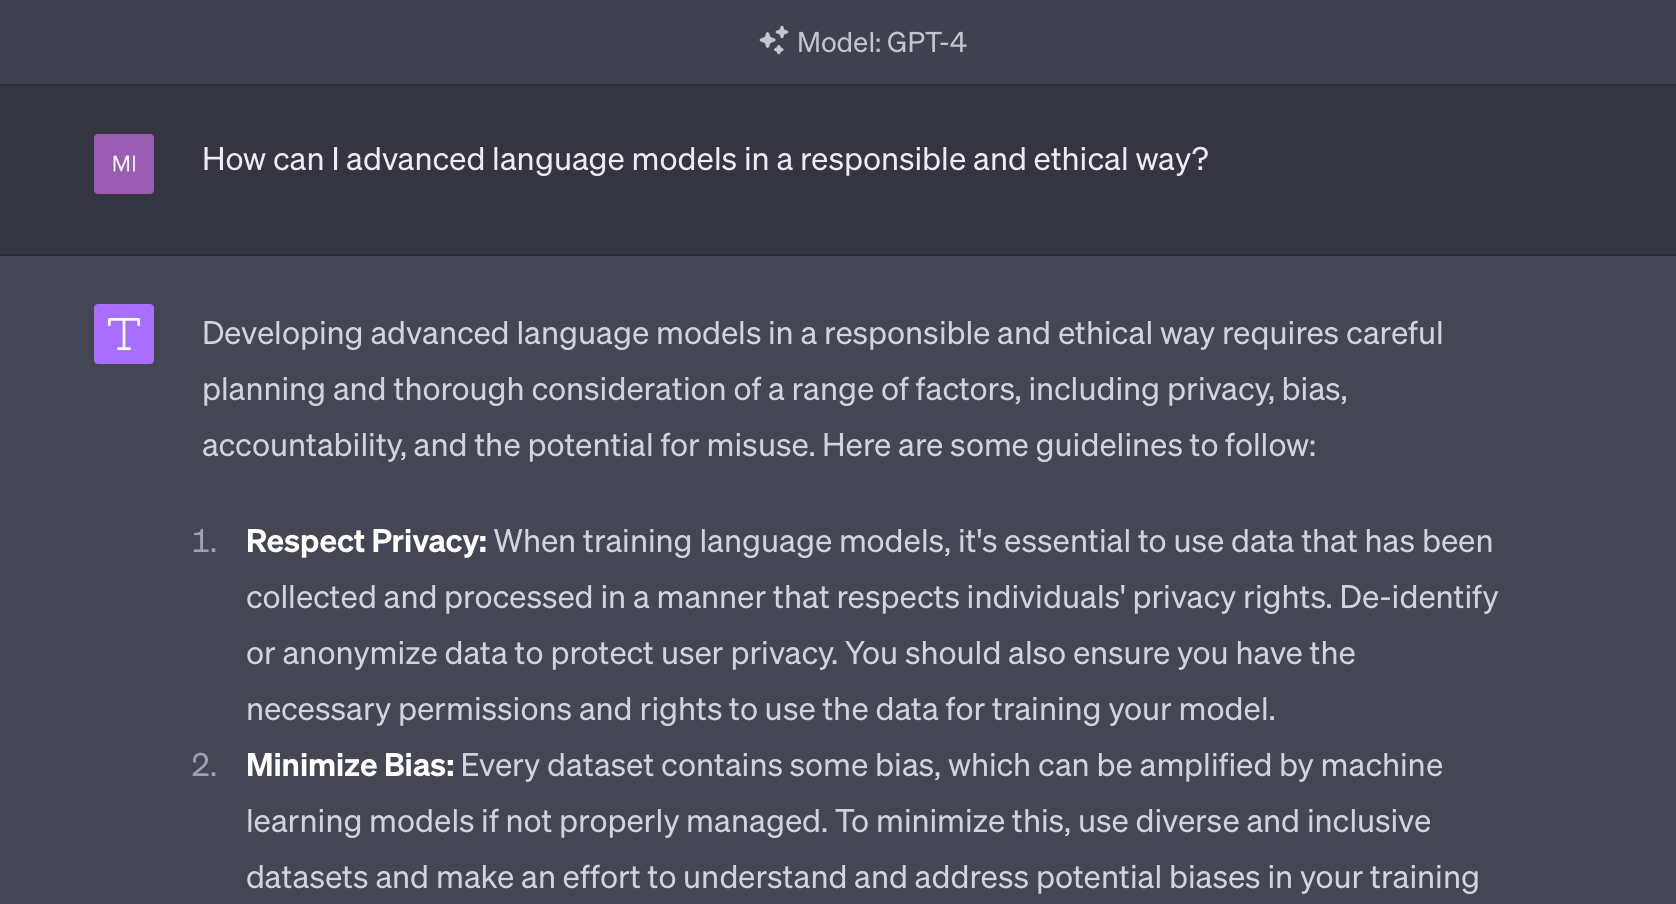 Model: GPT-4
MI
How can I advanced language models in a responsible and ethical way?
T
Developing advanced language models in a responsible and ethical way requires careful
planning and thorough consideration of a range of factors, including privacy, bias,
accountability, and the potential for misuse. Here are some guidelines to follow:
1. Respect Privacy: When training language models, it's essential to use data that has been
collected and processed in a manner that respects individuals' privacy rights. De-identify
or anonymize data to protect user privacy. You should also ensure you have the
necessary permissions and rights to use the data for training your model.
2. Minimize Bias: Every dataset contains some bias, which can be amplified by machine
learning models if not properly managed. To minimize this, use diverse and inclusive
datasets and make an effort to understand and address potential biases in your training